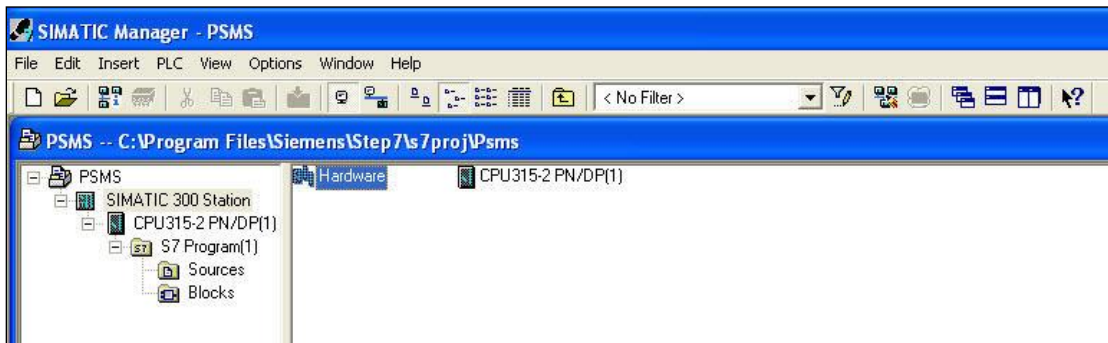 SIMATIC Manager - PSMS
File Edit Insert PLC View Options Window Help
< No Filter >
PSMS -- C:\Program Files\Siemens\Step7\s7proj\Psms
PSMS
SIMATIC 300 Station
CPU315-2 PN/DP(1)
S7 Program(1)
Sources
Blocks
Hardware CPU315-2 PN/DP(1)